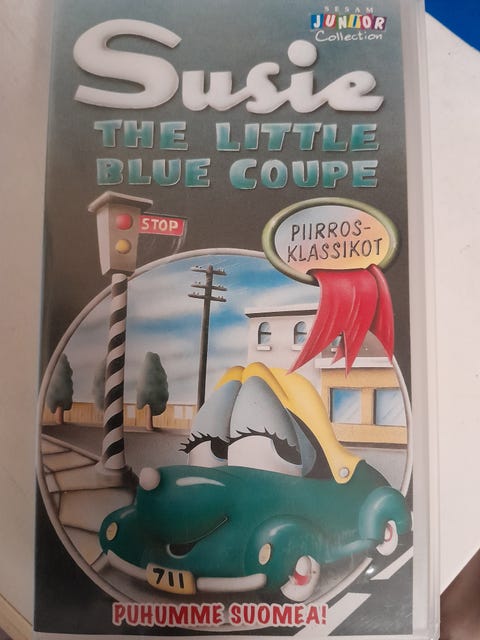 SESAM
JUNIOR
Collection
Susie
THE LITTLE
BLUE COUPE
STOP
PIIRROS-
KLASSIKOT
711
PUHUMME SUOMEA!